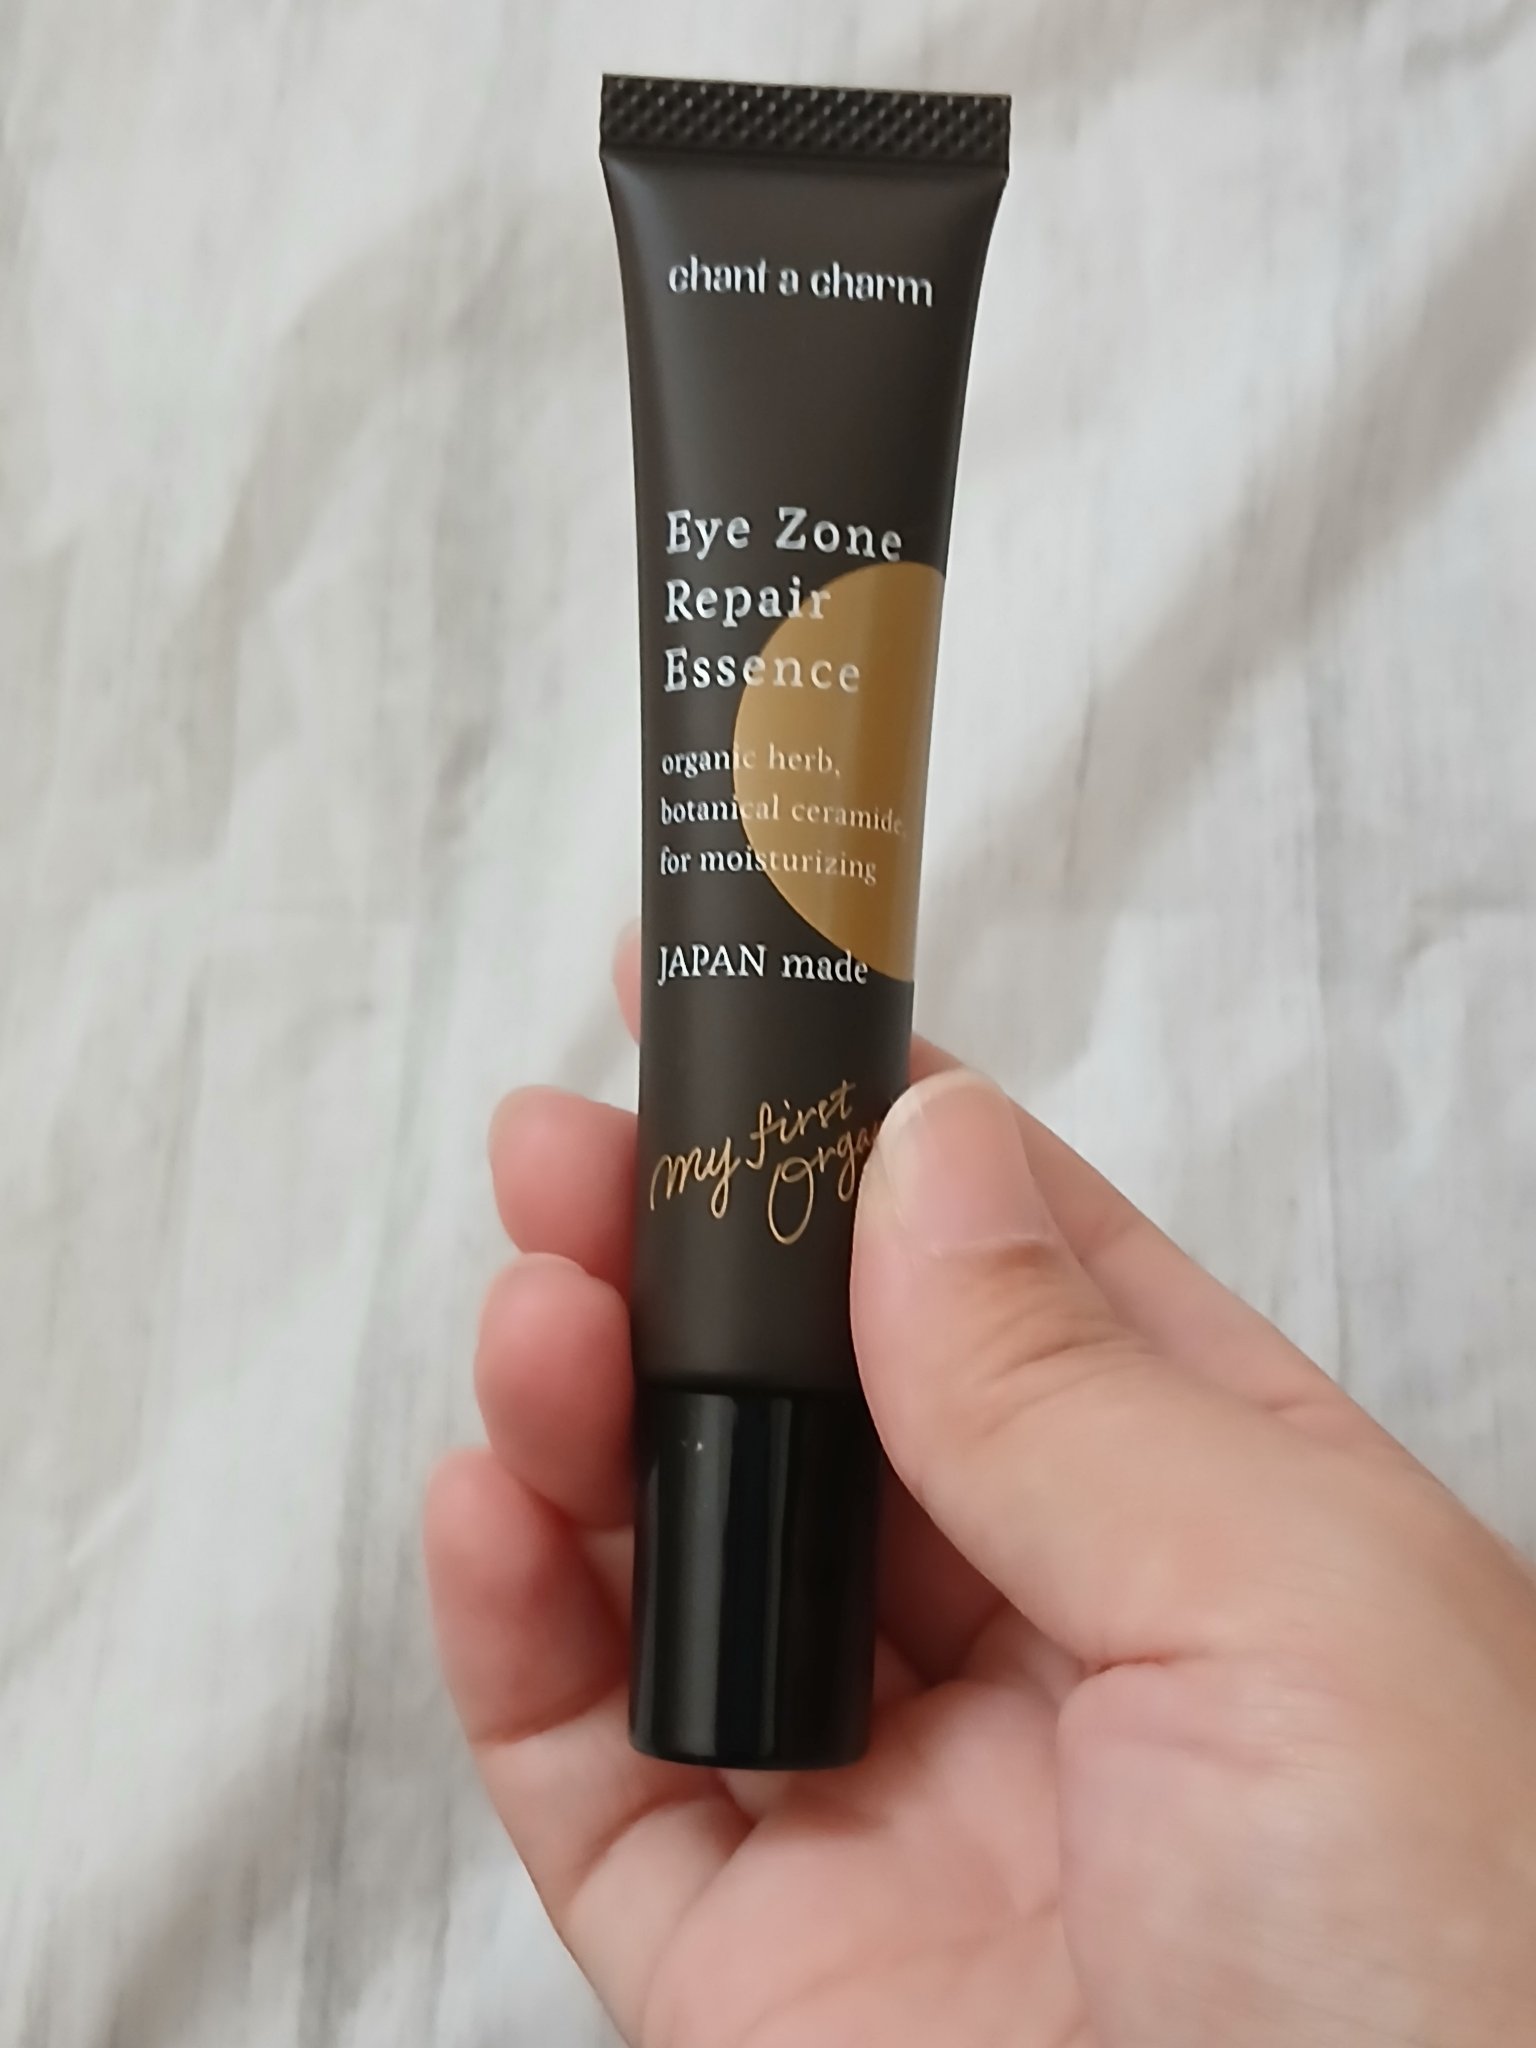 chant a charm
Eye Zone
Repair
Essence
organic herb,
botanical ceramide,
for moisturizing
JAPAN made
my first